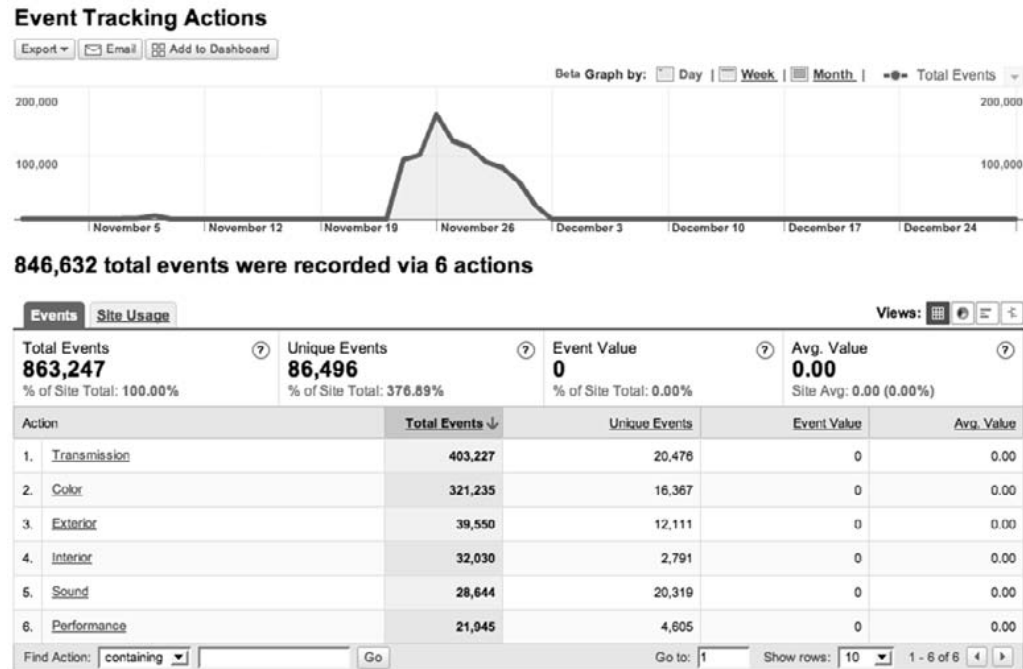 Event Tracking Actions
Export Email Add to Dashboard
Beta Graph by: Day | Week | Month | Total Events
200,000 200,000
100,000 100,000
November 5 November 12 November 19 November 26 December 3 December 10 December 17 December 24
846,632 total events were recorded via 6 actions
Events Site Usage Views:
Total Events ? Unique Events ? Event Value ? Avg. Value ?
863,247 86,496 0 0.00
% of Site Total: 100.00% % of Site Total: 376.89% % of Site Total: 0.00% Site Avg: 0.00 (0.00%)
Action Total Events Unique Events Event Value Avg. Value
1. Transmission 403,227 20,476 0 0.00
2. Color 321,235 16,367 0 0.00
3. Exterior 39,550 12,111 0 0.00
4. Interior 32,030 2,791 0 0.00
5. Sound 28,644 20,319 0 0.00
6. Performance 21,945 4,605 0 0.00
Find Action: containing Go Go to: 1 Show rows: 10 1 - 6 of 6